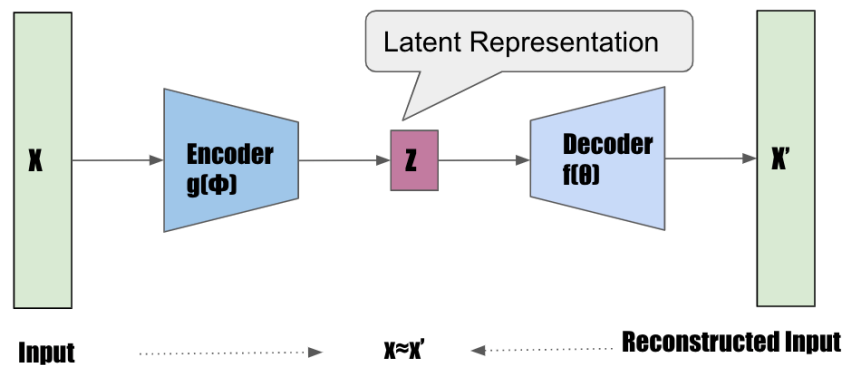 Latent Representation
X
Encoder
g(Φ)
Z
Decoder
f(θ)
X’
Input
x≈x’
Reconstructed Input